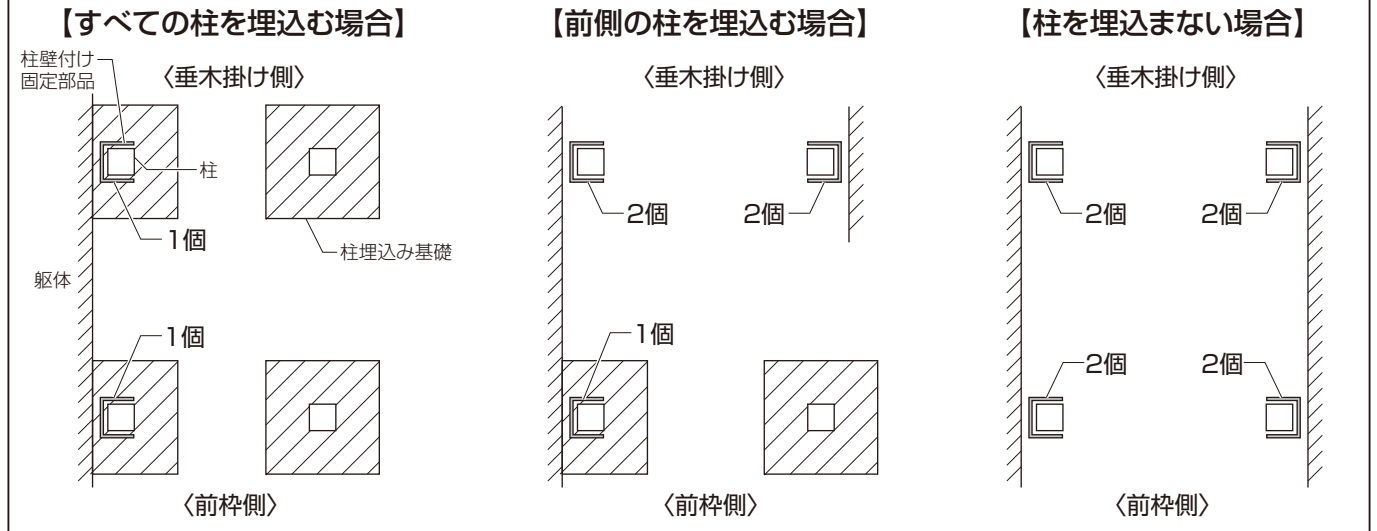 【すべての柱を埋込む場合】
柱壁付け
固定部品
〈垂木掛け側〉
柱
1個
柱埋込み基礎
躯体
1個
〈前枠側〉
【前側の柱を埋込む場合】
〈垂木掛け側〉
2個
2個
1個
〈前枠側〉
【柱を埋込まない場合】
〈垂木掛け側〉
2個
2個
2個
2個
〈前枠側〉